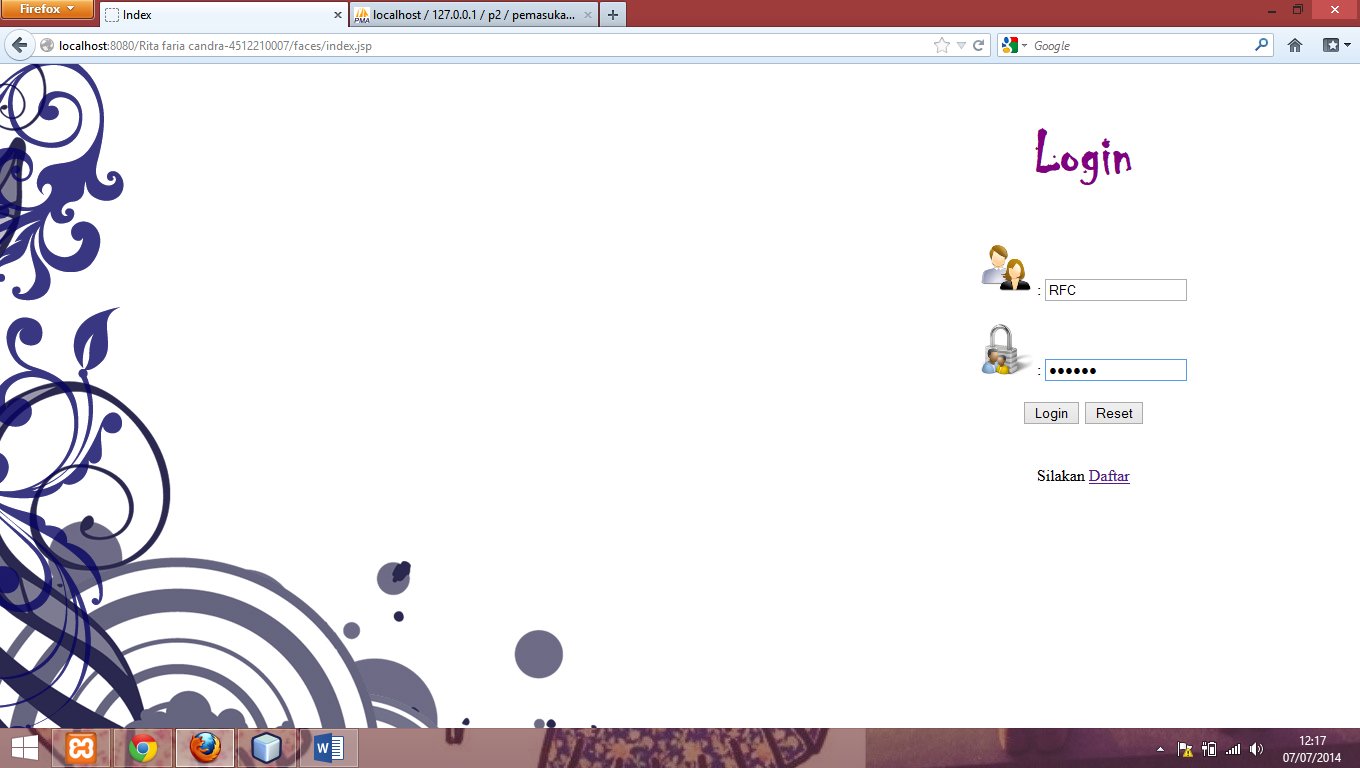 Firefox
Index
PMA localhost / 127.0.0.1 / p2 / pemasuka...
localhost:8080/Rita faria candra-4512210007/faces/index.jsp
Google
Login
: RFC
: ••••••
Login Reset
Silakan Daftar
12:17
07/07/2014